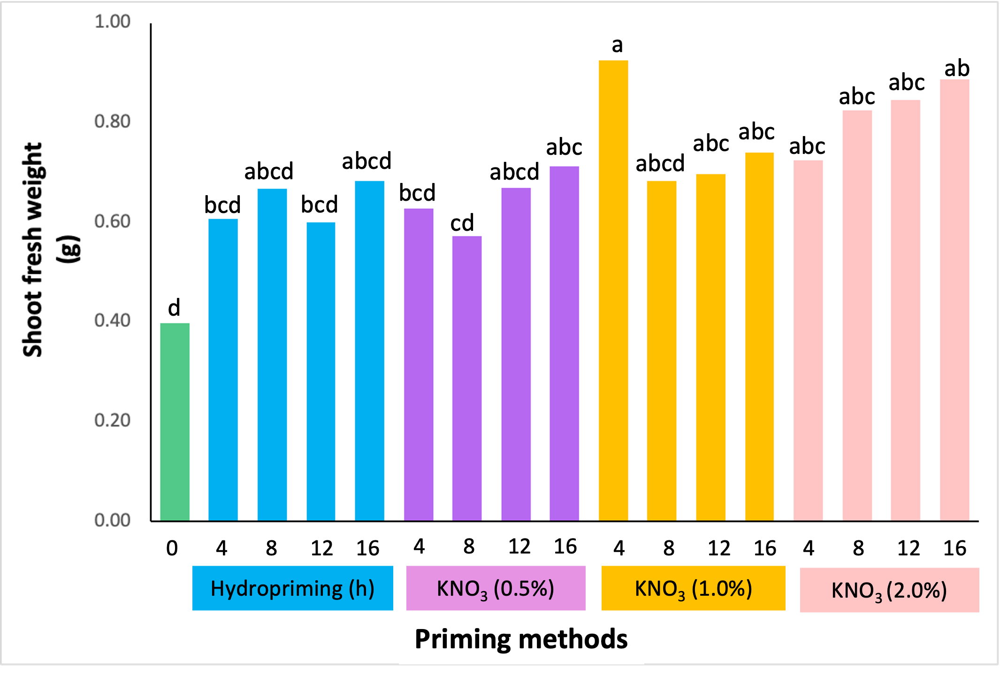 1.00
0.80
0.60
0.40
0.20
0.00
Shoot fresh weight
(g)
d
bcd
abcd
bcd
abcd
bcd
cd
abcd
abc
a
abcd
abc
abc
abc
abc
abc
ab
0 4 8 12 16 4 8 12 16 4 8 12 16 4 8 12 16
Hydropriming (h)
KNO₃ (0.5%)
KNO₃ (1.0%)
KNO₃ (2.0%)
Priming methods